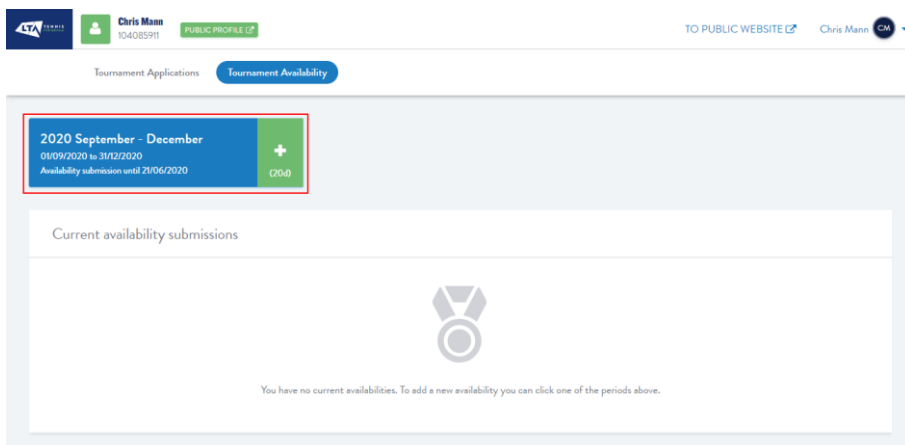 LTA TENNIS
Chris Mann
104085911
PUBLIC PROFILE
TO PUBLIC WEBSITE
Chris Mann CM
Tournament Applications
Tournament Availability
2020 September - December
01/09/2020 to 31/12/2020
Availability submission until 21/06/2020
+
(20d)
Current availability submissions
You have no current availabilities. To add a new availability you can click one of the periods above.